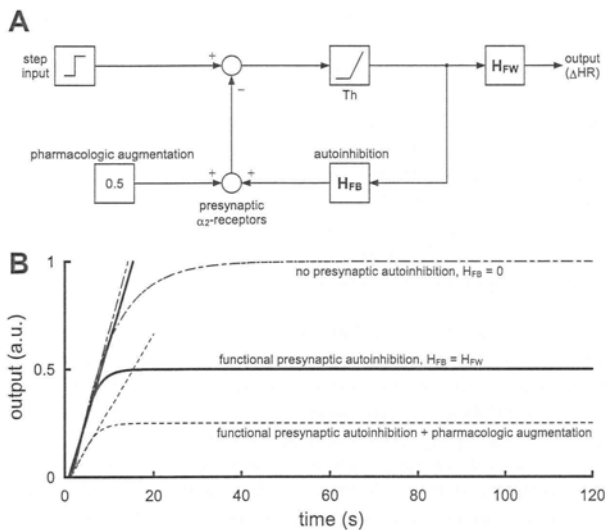 A
step
input
+
−
Th
H_FW
output
(ΔHR)
pharmacologic augmentation
0.5
+
+
presynaptic
α₂-receptors
autoinhibition
H_FB
B
output (a.u.)
1
0.5
0
no presynaptic autoinhibition, H_FB = 0
functional presynaptic autoinhibition, H_FB = H_FW
functional presynaptic autoinhibition + pharmacologic augmentation
0 20 40 60 80 100 120
time (s)